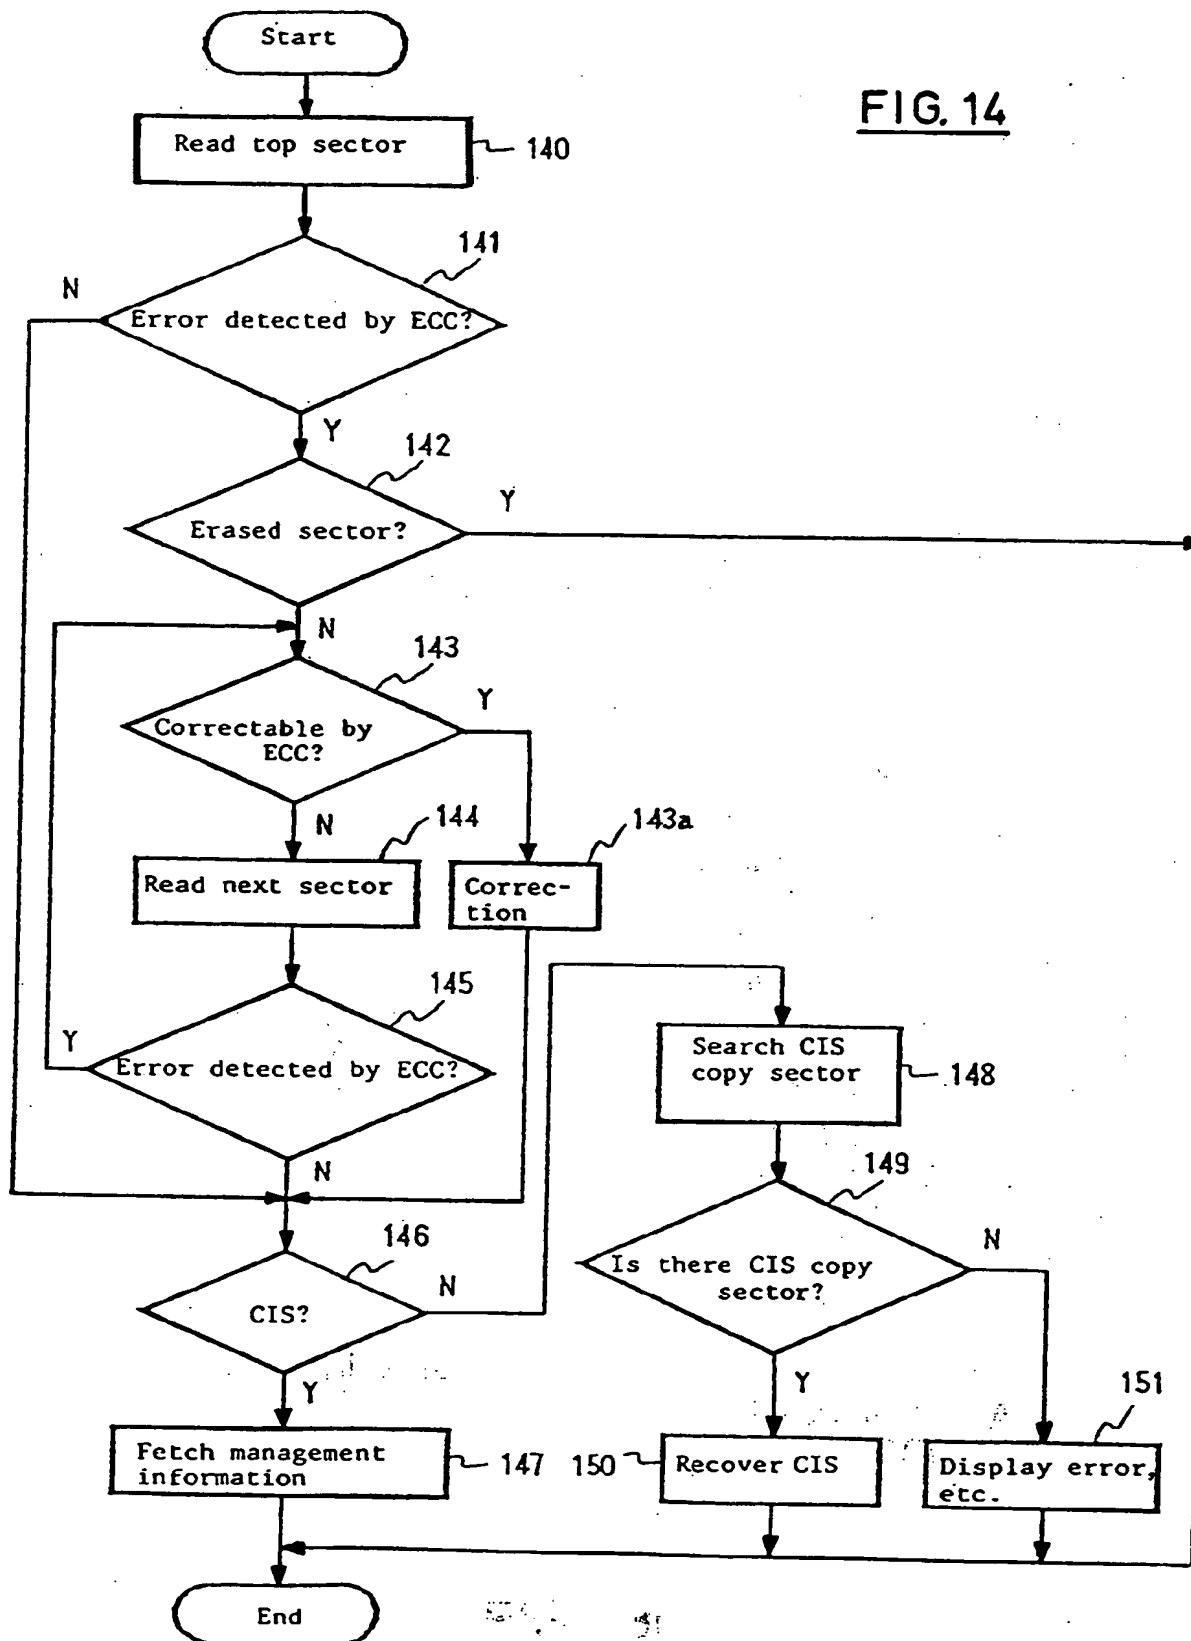 Start
FIG. 14
Read top sector
140
141
N
Error detected by ECC?
Y
142
Y
Erased sector?
N
143
Y
Correctable by
ECC?
N
144
143a
Read next sector
Correc-
tion
145
Y
Error detected by ECC?
Search CIS
copy sector
148
N
149
146
N
N
Is there CIS copy
sector?
CIS?
Y
Y
151
Fetch management
information
147
150
Recover CIS
Display error,
etc.
End